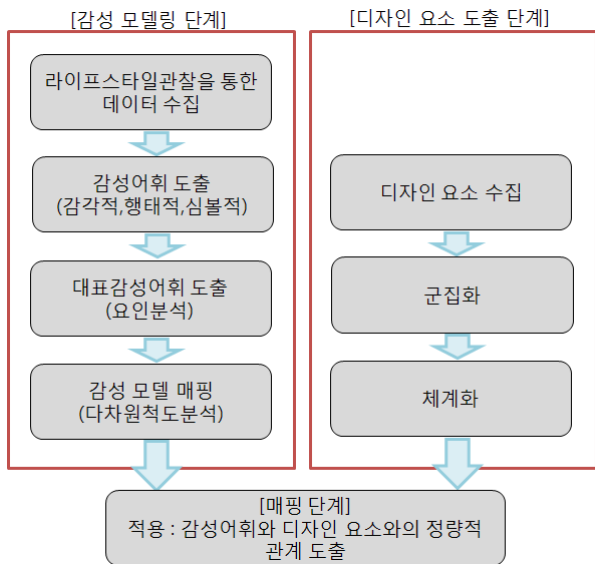 [감성 모델링 단계]
라이프스타일관찰을 통한
데이터 수집
감성어휘 도출
(감각적,행태적,심볼적)
대표감성어휘 도출
(요인분석)
감성 모델 매핑
(다차원척도분석)
[디자인 요소 도출 단계]
디자인 요소 수집
군집화
체계화
[매핑 단계]
적용 : 감성어휘와 디자인 요소와의 정량적
관계 도출